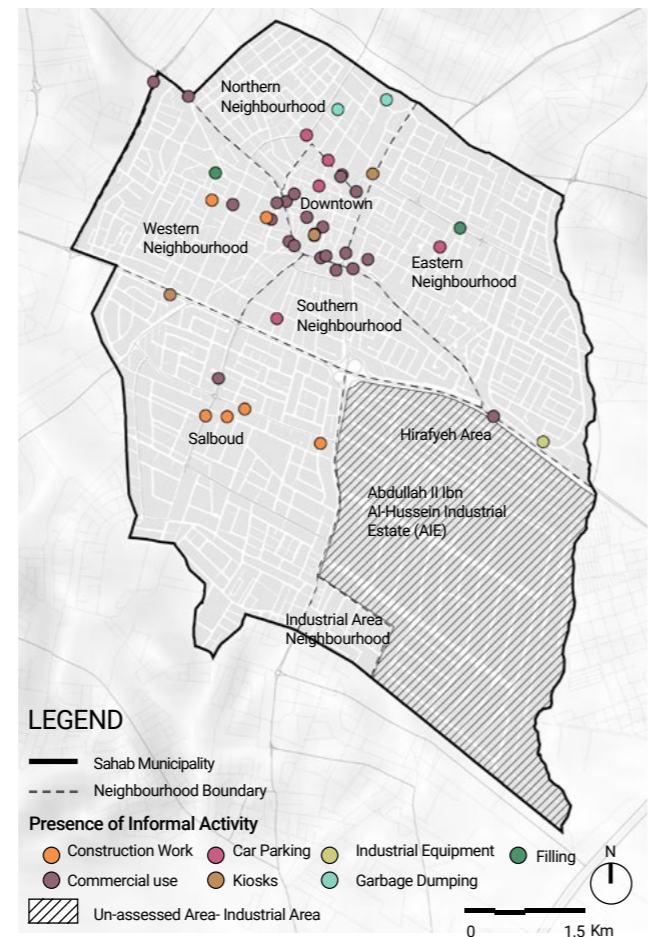 Northern
Neighbourhood
Downtown
Western
Neighbourhood
Eastern
Neighbourhood
Southern
Neighbourhood
Salboud
Hirafyeh Area
Abdullah II Ibn
Al-Hussein Industrial
Estate (AIE)
Industrial Area
Neighbourhood
LEGEND
Sahab Municipality
Neighbourhood Boundary
Presence of Informal Activity
Construction Work
Car Parking
Industrial Equipment
Filling
Commercial use
Kiosks
Garbage Dumping
Un-assessed Area- Industrial Area
N
0 1.5 Km